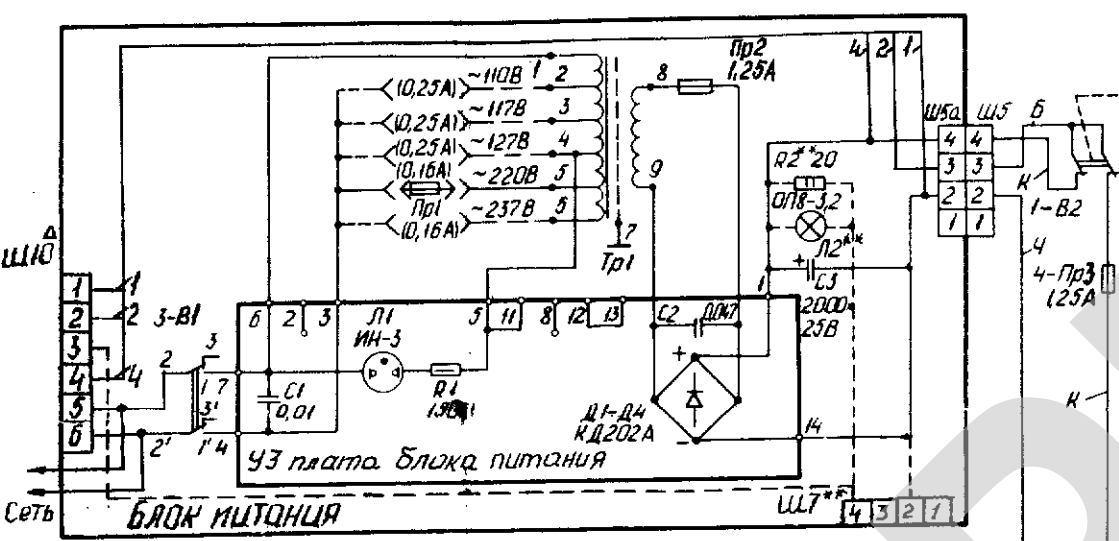 Пр2
1,25А
4 2 1
1 2
~110В
(0,25А)
3
~117В
(0,25А)
4
~127В
(0,25А)
5
~220В
(0,16А)
Пр1
5
~237В
(0,16А)
7
Тр1
8
9
R2** 20
ОП8-3,2
Л2**
+
С3
2000
25В
Ш5а Ш5
4 4
3 3
2 2
1 1
Б
К
1-В2
Ч
4-Пр3
1,25А
К
Ш10
Δ
1
2
3
4
5
6
1
2
4
3-В1
2 3
1 7
3'
2' 1' 4
6 2 3
Л1
ИН-3
5 11 8 12 13
С2
1
R1
С1
0,01
+
-
Д1-Д4
КД202А
14
У3 плата блока питания
Сеть
БЛОК ПИТАНИЯ
Ш7**
4 3 2 1